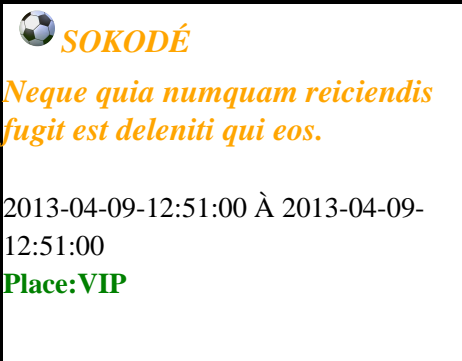 SOKODÉ
Neque quia numquam reiciendis
fugit est deleniti qui eos.
2013-04-09-12:51:00 À 2013-04-09-
12:51:00
Place:VIP